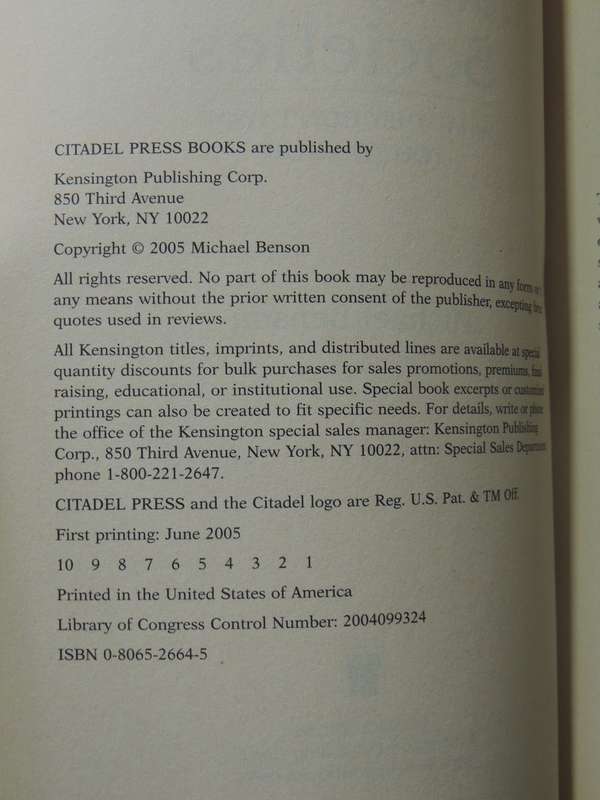 CITADEL PRESS BOOKS are published by
Kensington Publishing Corp.
850 Third Avenue
New York, NY 10022
Copyright © 2005 Michael Benson
All rights reserved. No part of this book may be reproduced in any form or by
any means without the prior written consent of the publisher, excepting brief
quotes used in reviews.
All Kensington titles, imprints, and distributed lines are available at special
quantity discounts for bulk purchases for sales promotions, premiums, fund
raising, educational, or institutional use. Special book excerpts or customized
printings can also be created to fit specific needs. For details, write or phone
the office of the Kensington special sales manager: Kensington Publishing
Corp., 850 Third Avenue, New York, NY 10022, attn: Special Sales Department
phone 1-800-221-2647.
CITADEL PRESS and the Citadel logo are Reg. U.S. Pat. & TM Off.
First printing: June 2005
10 9 8 7 6 5 4 3 2 1
Printed in the United States of America
Library of Congress Control Number: 2004099324
ISBN 0-8065-2664-5